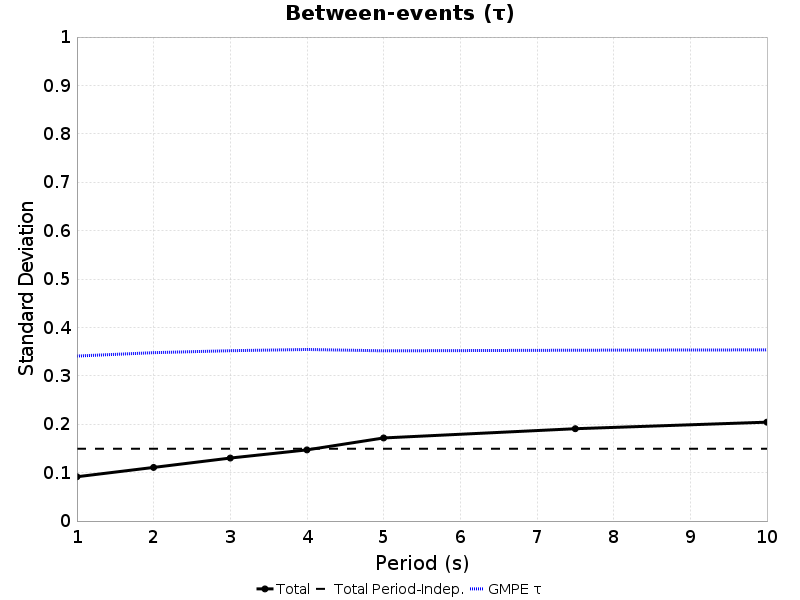 Between-events (τ)
1
0.9
0.8
0.7
0.6
0.5
0.4
0.3
0.2
0.1
0
Standard Deviation
1 2 3 4 5 6 7 8 9 10
Period (s)
Total Total Period-Indep. GMPE τ